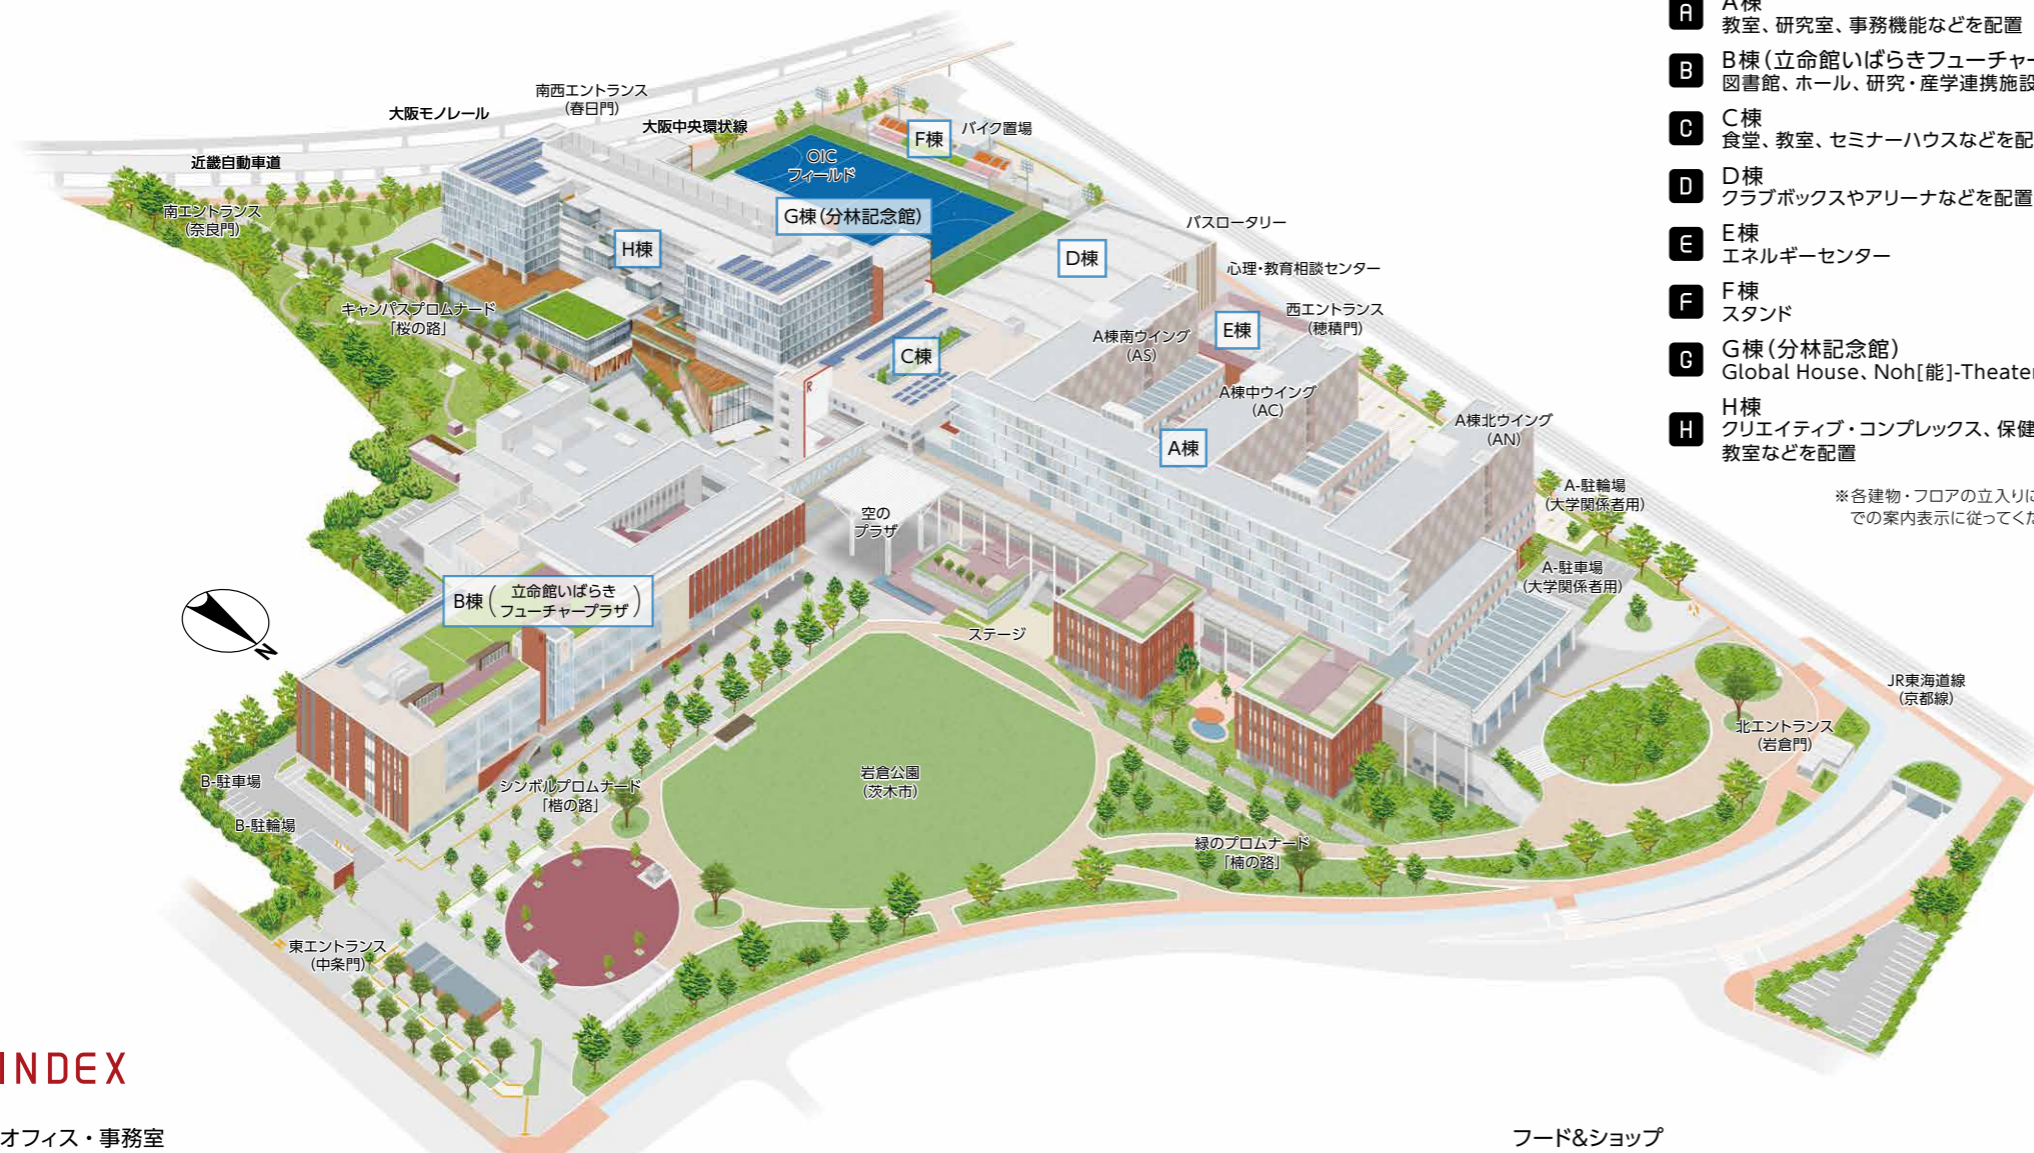 南西エントランス
(春日門)
大阪モノレール
大阪中央環状線
近畿自動車道
F棟
バイク置場
OIC
フィールド
南エントランス
(奈良門)
G棟(分林記念館)
H棟
D棟
バスロータリー
心理・教育相談センター
キャンパスプロムナード
「桜の路」
西エントランス
(穂積門)
E棟
A棟南ウイング
(AS)
C棟
R
A棟中ウイング
(AC)
A棟北ウイング
(AN)
A棟
A-駐輪場
(大学関係者用)
空の
プラザ
A-駐車場
(大学関係者用)
B棟(立命館いばらき
フューチャープラザ)
ステージ
N
JR東海道線
(京都線)
北エントランス
(岩倉門)
岩倉公園
(茨木市)
B-駐車場
シンボルプロムナード
「楷の路」
B-駐輪場
緑のプロムナード
「楠の路」
東エントランス
(中条門)
A A棟
教室、研究室、事務機能などを配置
B B棟(立命館いばらきフューチャー
図書館、ホール、研究・産学連携施設
C C棟
食堂、教室、セミナーハウスなどを配
D D棟
クラブボックスやアリーナなどを配置
E E棟
エネルギーセンター
F F棟
スタンド
G G棟(分林記念館)
Global House、Noh[能]-Theater
H H棟
クリエイティブ・コンプレックス、保健
教室などを配置
※各建物・フロアの立入りに
での案内表示に従ってくだ
INDEX
オフィス・事務室
フード&ショップ